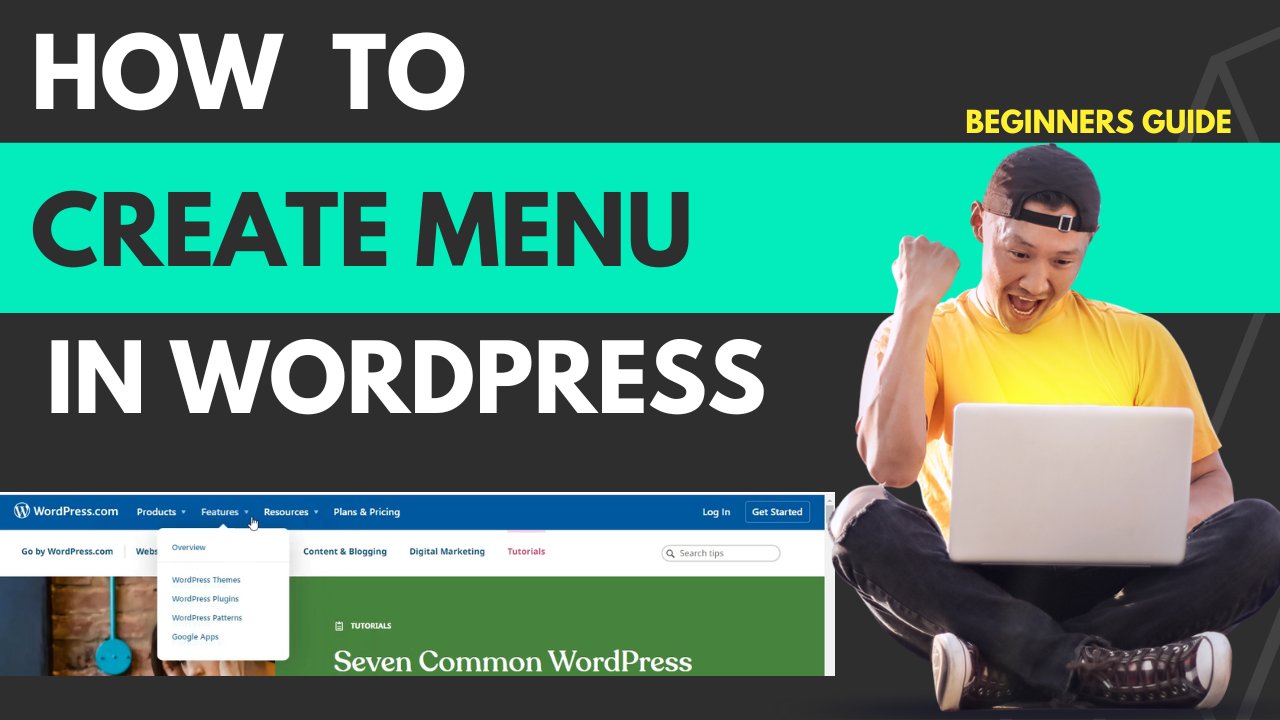 HOW TO
BEGINNERS GUIDE
CREATE MENU
IN WORDPRESS
WordPress.com Products Features Resources Plans & Pricing Log In Get Started
Go by WordPress.com Webs Content & Blogging Digital Marketing Tutorials Search tips
Overview
WordPress Themes
WordPress Plugins
WordPress Patterns
Google Apps
TUTORIALS
Seven Common WordPress